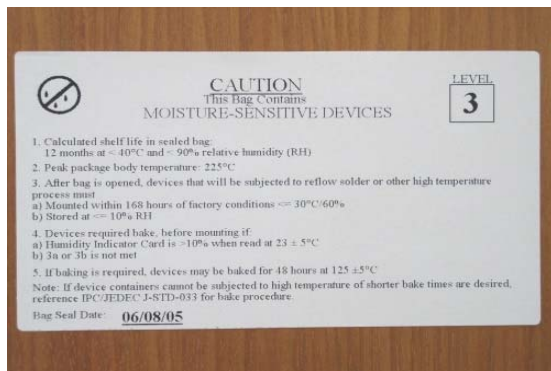 CAUTION
This Bag Contains
MOISTURE-SENSITIVE DEVICES
LEVEL
3
1. Calculated shelf life in sealed bag:
12 months at < 40°C and < 90% relative humidity (RH)
2. Peak package body temperature: 225°C
3. After bag is opened, devices that will be subjected to reflow solder or other high temperature
process must
a) Mounted within 168 hours of factory conditions <= 30°C/60%
b) Stored at <= 10% RH
4. Devices required bake, before mounting if:
a) Humidity Indicator Card is >10% when read at 23 ± 5°C
b) 3a or 3b is not met
5. If baking is required, devices may be baked for 48 hours at 125 ±5°C
Note: If device containers cannot be subjected to high temperature of shorter bake times are desired,
reference IPC/JEDEC J-STD-033 for bake procedure
Bag Seal Date: 06/08/05